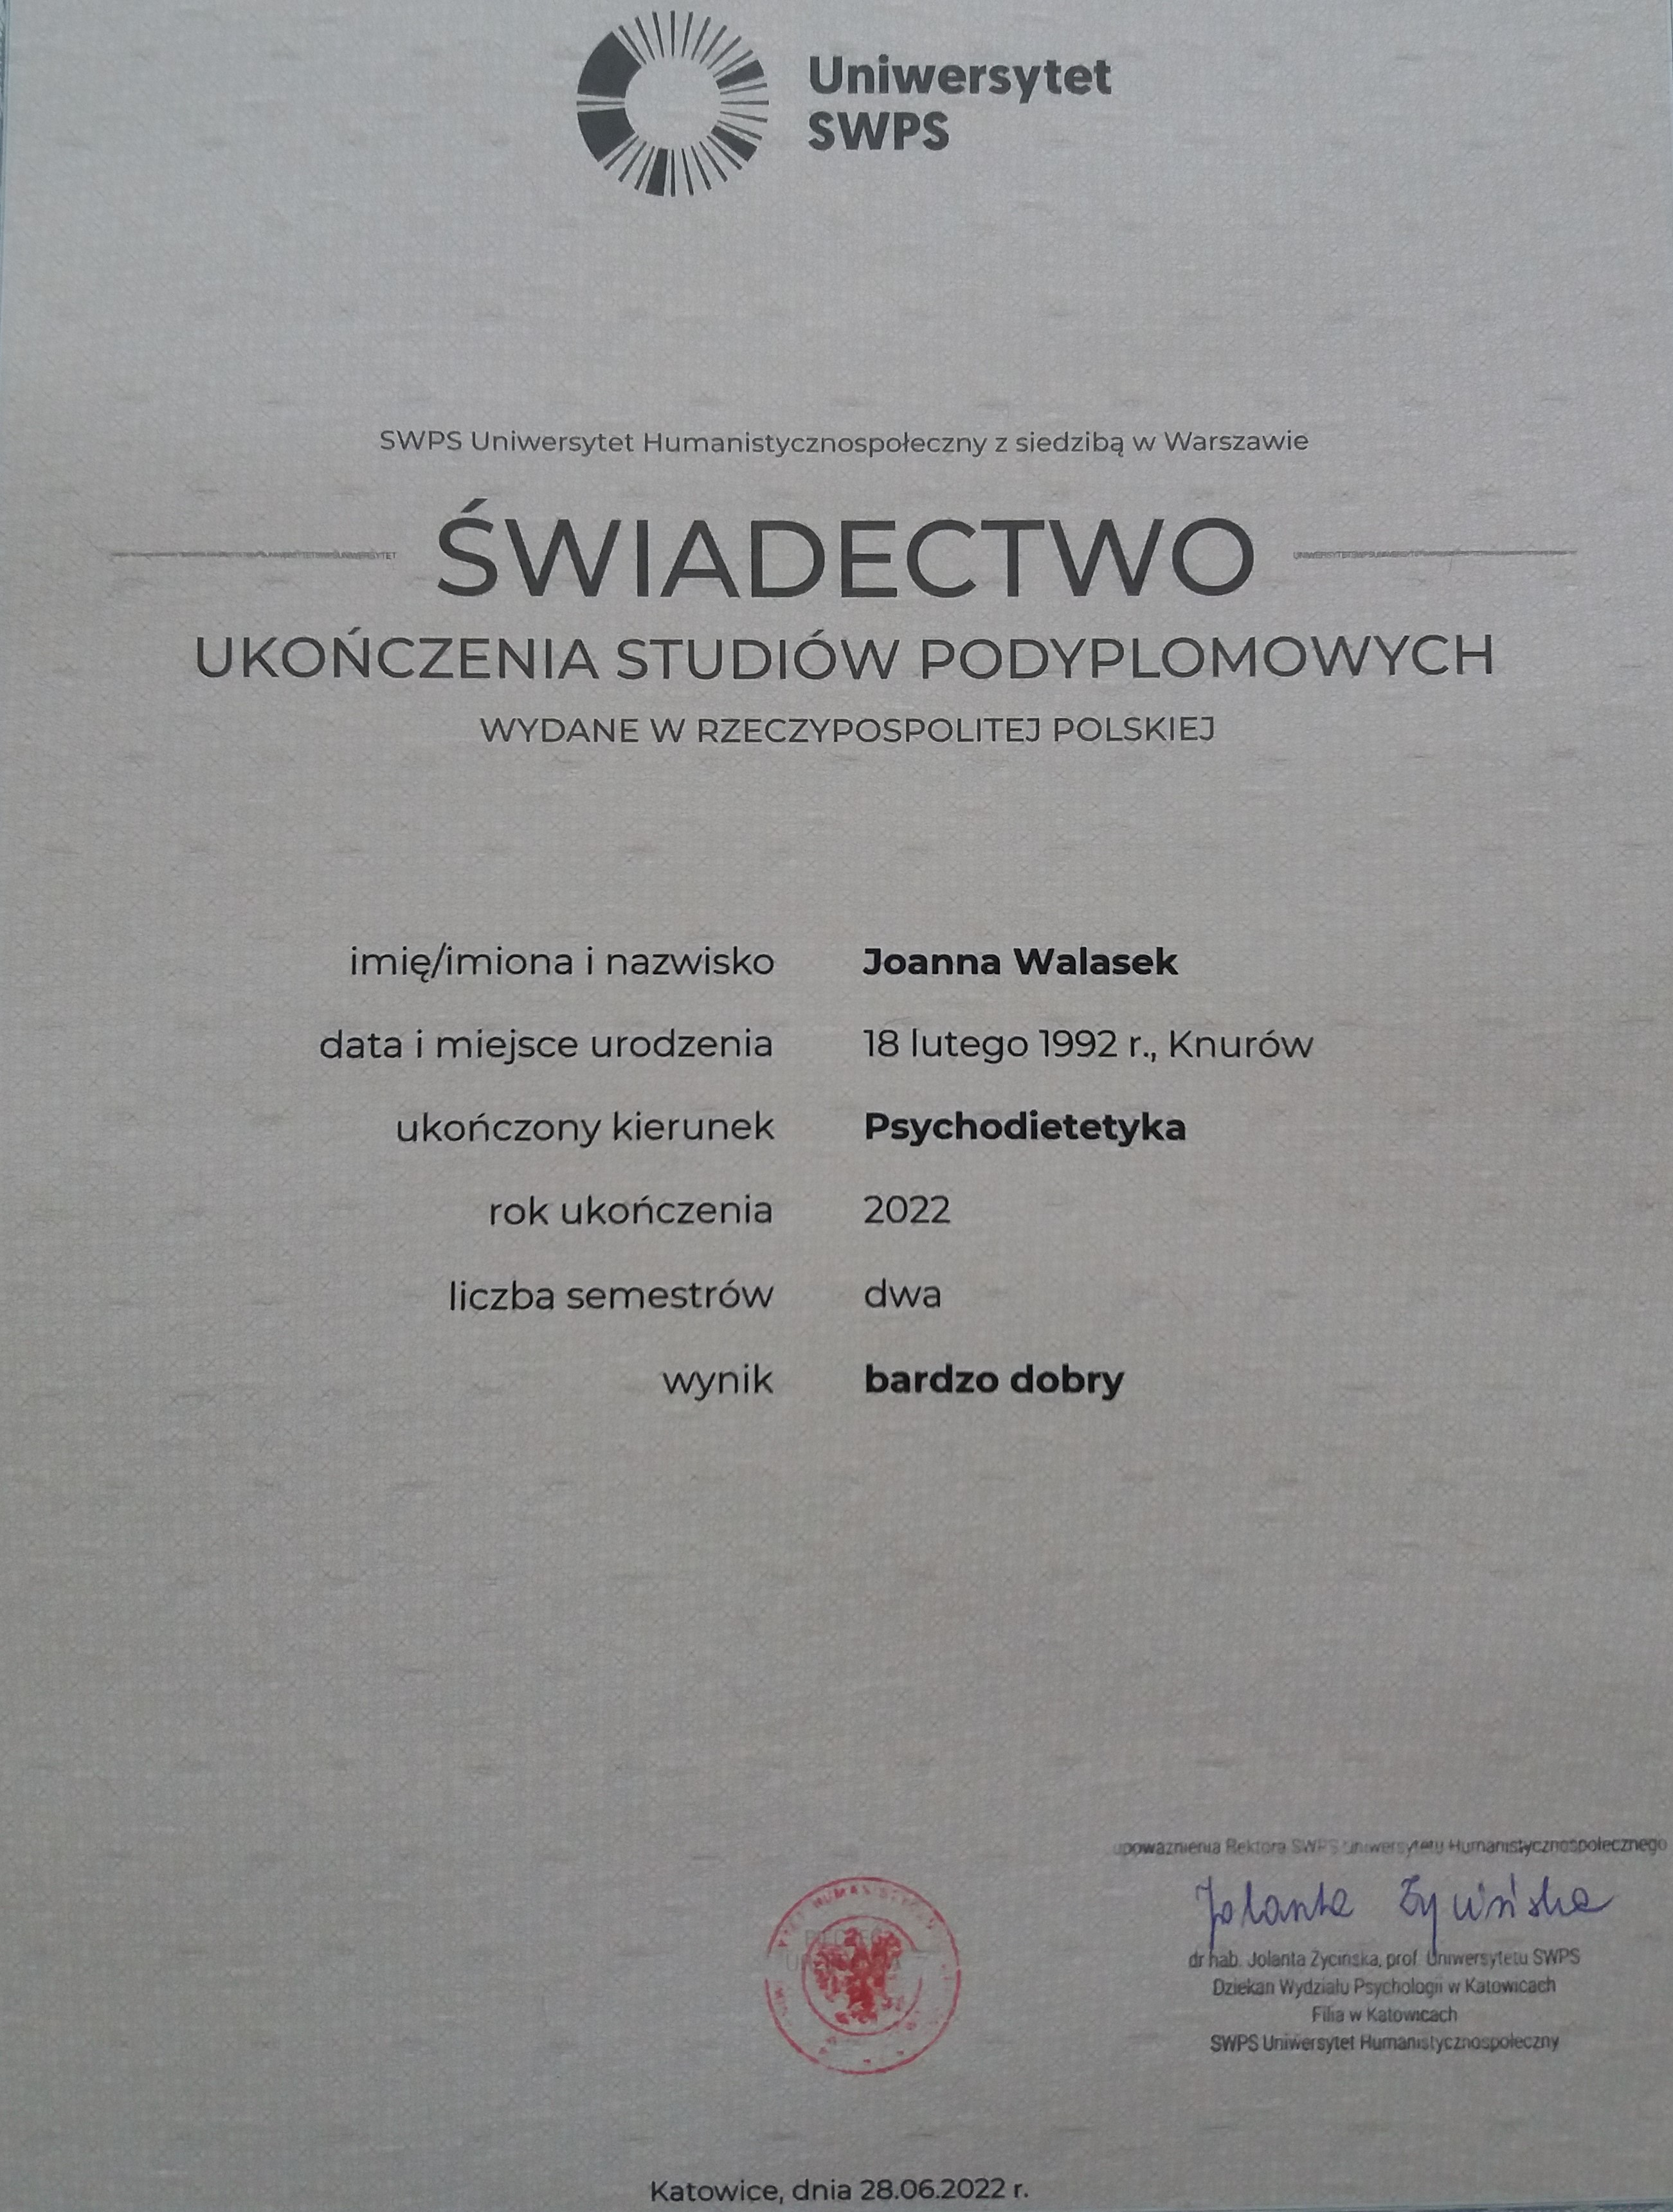 Uniwersytet
SWPS
SWPS Uniwersytet Humanistycznospołeczny z siedzibą w Warszawie
ŚWIADECTWO
UKOŃCZENIA STUDIÓW PODYPLOMOWYCH
WYDANE W RZECZYPOSPOLITEJ POLSKIEJ
imię/imiona i nazwisko Joanna Walasek
data i miejsce urodzenia 18 lutego 1992 r., Knurów
ukończony kierunek Psychodietetyka
rok ukończenia 2022
liczba semestrów dwa
wynik bardzo dobry
upoważnienia Rektora SWPS Uniwersytetu Humanistycznospołecznego
Jolanta Życińska
dr hab. Jolanta Życińska, prof. Uniwersytetu SWPS
Dziekan Wydziału Psychologii w Katowicach
Filia w Katowicach
SWPS Uniwersytet Humanistycznospołeczny
Katowice, dnia 28.06.2022 r.